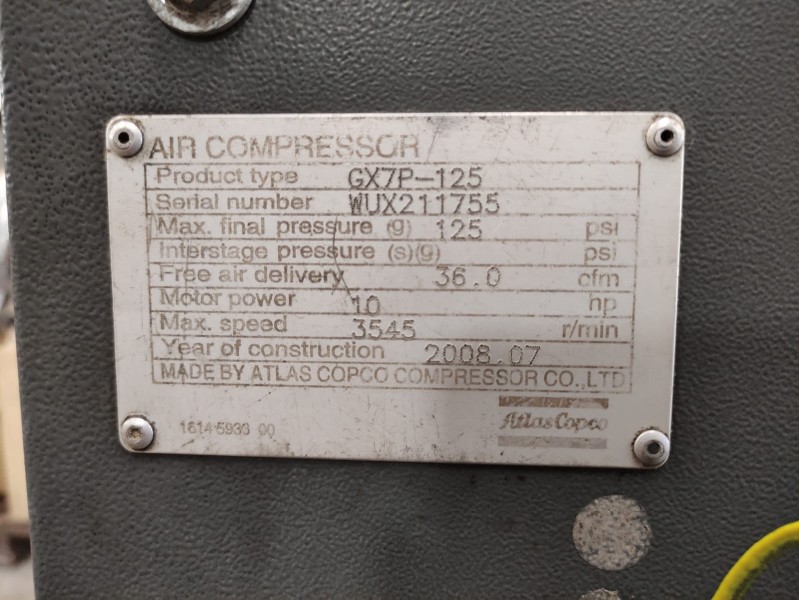 AIR COMPRESSOR
Product type GX7P-125
Serial number WUX211755
Max. final pressure (g) 125 psi
Interstage pressure (s)(g) psi
Free air delivery 36.0 cfm
Motor power 10 hp
Max. speed 3545 r/min
Year of construction 2008.07
MADE BY ATLAS COPCO COMPRESSOR CO., LTD
1614 5930 00
Atlas Copco